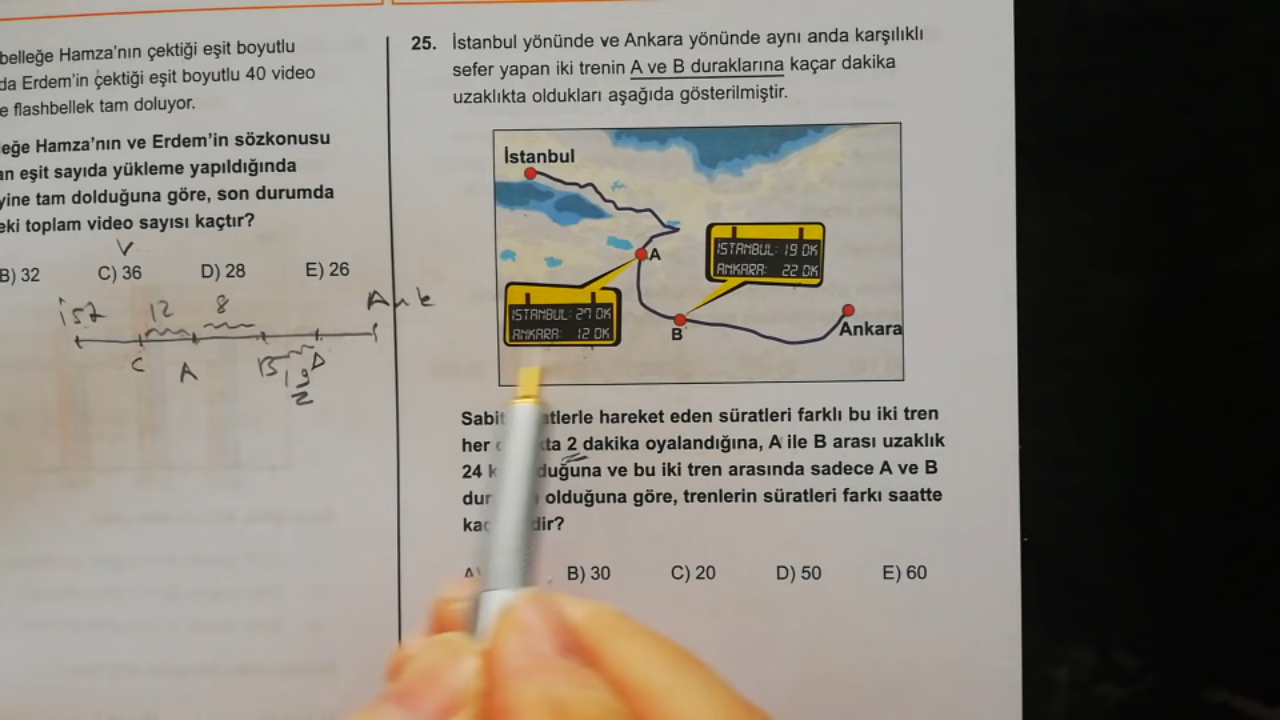 belleğe Hamza'nın çektiği eşit boyutlu
da Erdem'in çektiği eşit boyutlu 40 video
e flashbellek tam doluyor.
eğe Hamza'nın ve Erdem'in sözkonusu
an eşit sayıda yükleme yapıldığında
yine tam dolduğuna göre, son durumda
eki toplam video sayısı kaçtır?
B) 32 C) 36 D) 28 E) 26
ist 12 8 Ank
C A B 19 D
2
25. İstanbul yönünde ve Ankara yönünde aynı anda karşılıklı
sefer yapan iki trenin A ve B duraklarına kaçar dakika
uzaklıkta oldukları aşağıda gösterilmiştir.
İstanbul
A
İSTANBUL: 19 DK
ANKARA: 22 DK
İSTANBUL: 27 DK
ANKARA: 12 DK
B
Ankara
Sabit atlerle hareket eden süratleri farklı bu iki tren
her kta 2 dakika oyalandığına, A ile B arası uzaklık
24 k duğuna ve bu iki tren arasında sadece A ve B
dur olduğuna göre, trenlerin süratleri farkı saatte
kaç dir?
B) 30 C) 20 D) 50 E) 60